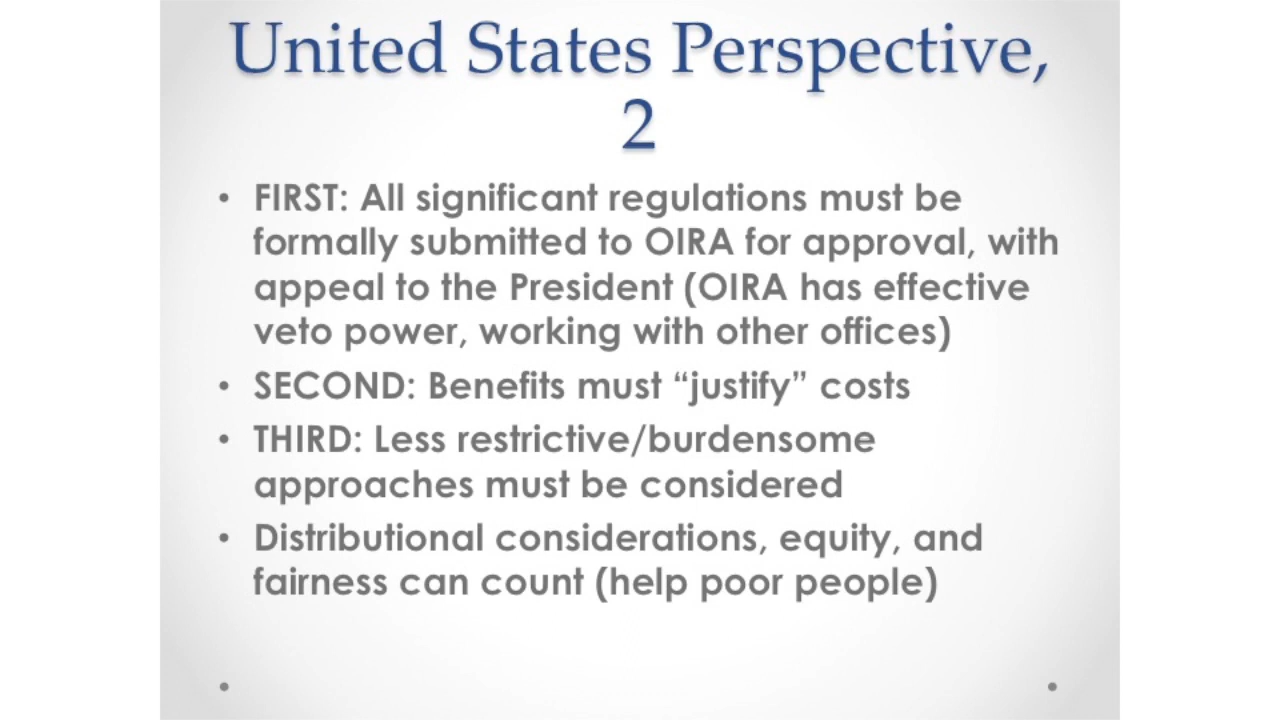 United States Perspective,
2
• FIRST: All significant regulations must be
formally submitted to OIRA for approval, with
appeal to the President (OIRA has effective
veto power, working with other offices)
• SECOND: Benefits must “justify” costs
• THIRD: Less restrictive/burdensome
approaches must be considered
• Distributional considerations, equity, and
fairness can count (help poor people)